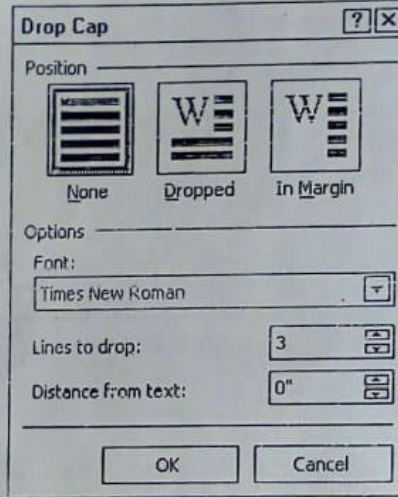 Drop Cap ? X
Position
W W
None Dropped In Margin
Options
Font:
Times New Roman
Lines to drop: 3
Distance from text: 0"
OK Cancel